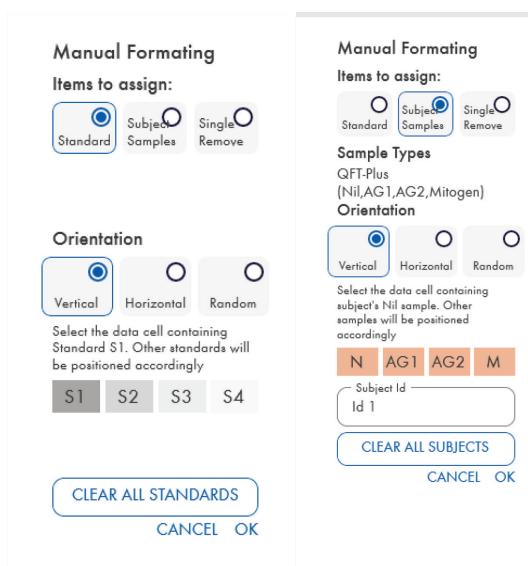 Manual Formating
Items to assign:
Standard
Subject Samples
Single Remove
Orientation
Vertical
Horizontal
Random
Select the data cell containing
Standard S1. Other standards will
be positioned accordingly
S1 S2 S3 S4
CLEAR ALL STANDARDS
CANCEL OK
Manual Formating
Items to assign:
Standard
Subject Samples
Single Remove
Sample Types
QFT-Plus
(Nil,AG1,AG2,Mitogen)
Orientation
Vertical
Horizontal
Random
Select the data cell containing
subject's Nil sample. Other
samples will be positioned
accordingly
N AG1 AG2 M
Subject Id
Id 1
CLEAR ALL SUBJECTS
CANCEL OK